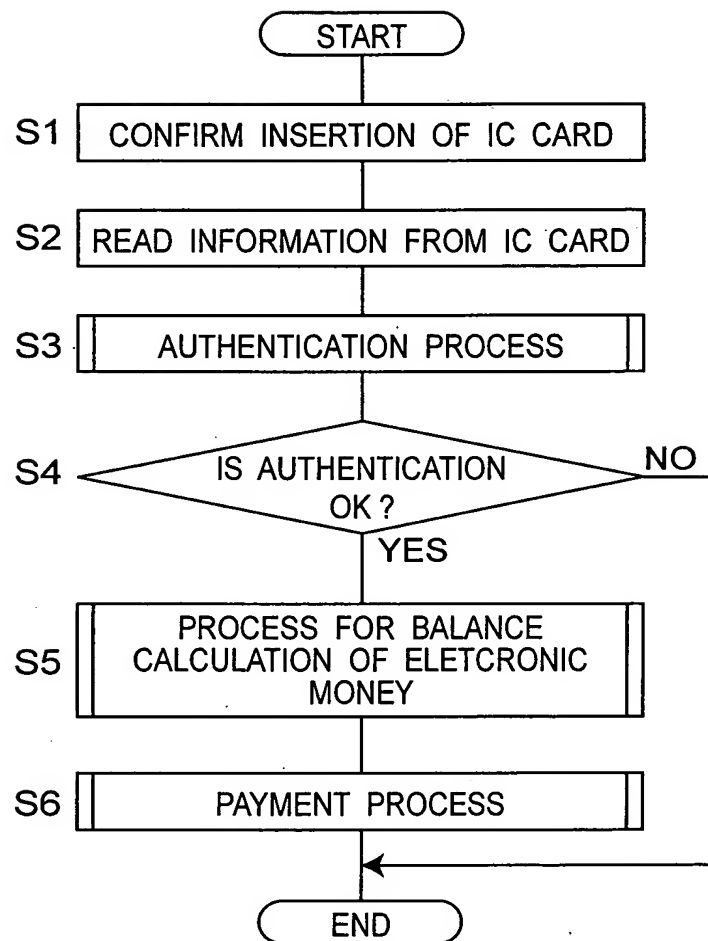 START
S1 CONFIRM INSERTION OF IC CARD
S2 READ INFORMATION FROM IC CARD
S3 AUTHENTICATION PROCESS
S4 IS AUTHENTICATION
OK ?
NO
YES
S5 PROCESS FOR BALANCE
CALCULATION OF ELETCRONIC
MONEY
S6 PAYMENT PROCESS
END